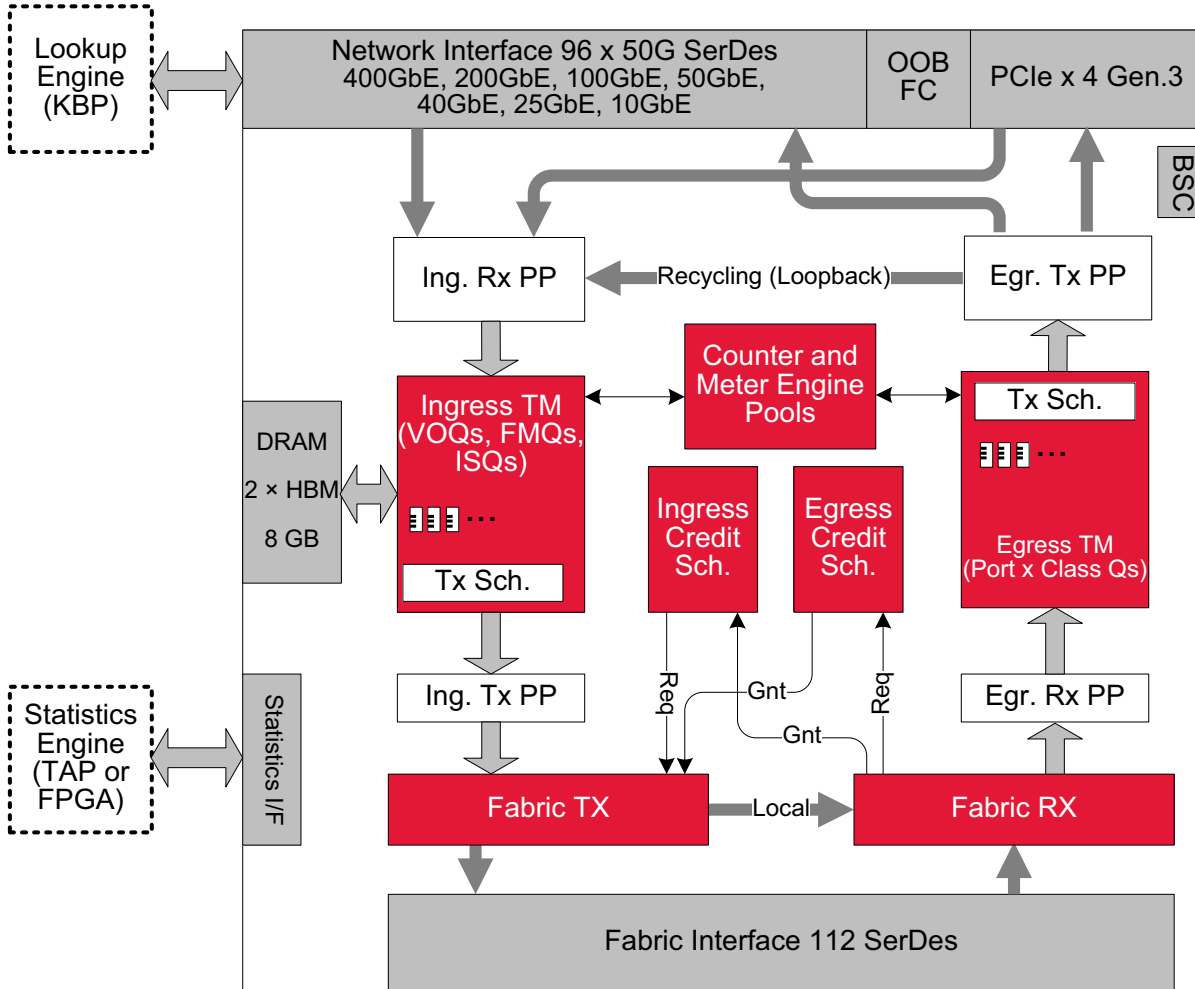 Lookup
Engine
(KBP)
Network Interface 96 x 50G SerDes
400GbE, 200GbE, 100GbE, 50GbE,
40GbE, 25GbE, 10GbE
OOB
FC
PCIe x 4 Gen.3
BSC
Ing. Rx PP
Recycling (Loopback)
Egr. Tx PP
Counter and
Meter Engine
Pools
Ingress TM
(VOQs, FMQs,
ISQs)
...
Tx Sch.
Tx Sch.
...
Egress TM
(Port x Class Qs)
DRAM
2 × HBM
8 GB
Ingress
Credit
Sch.
Egress
Credit
Sch.
Req
Gnt
Gnt
Req
Ing. Tx PP
Egr. Rx PP
Statistics
Engine
(TAP or
FPGA)
Statistics I/F
Fabric TX
Local
Fabric RX
Fabric Interface 112 SerDes